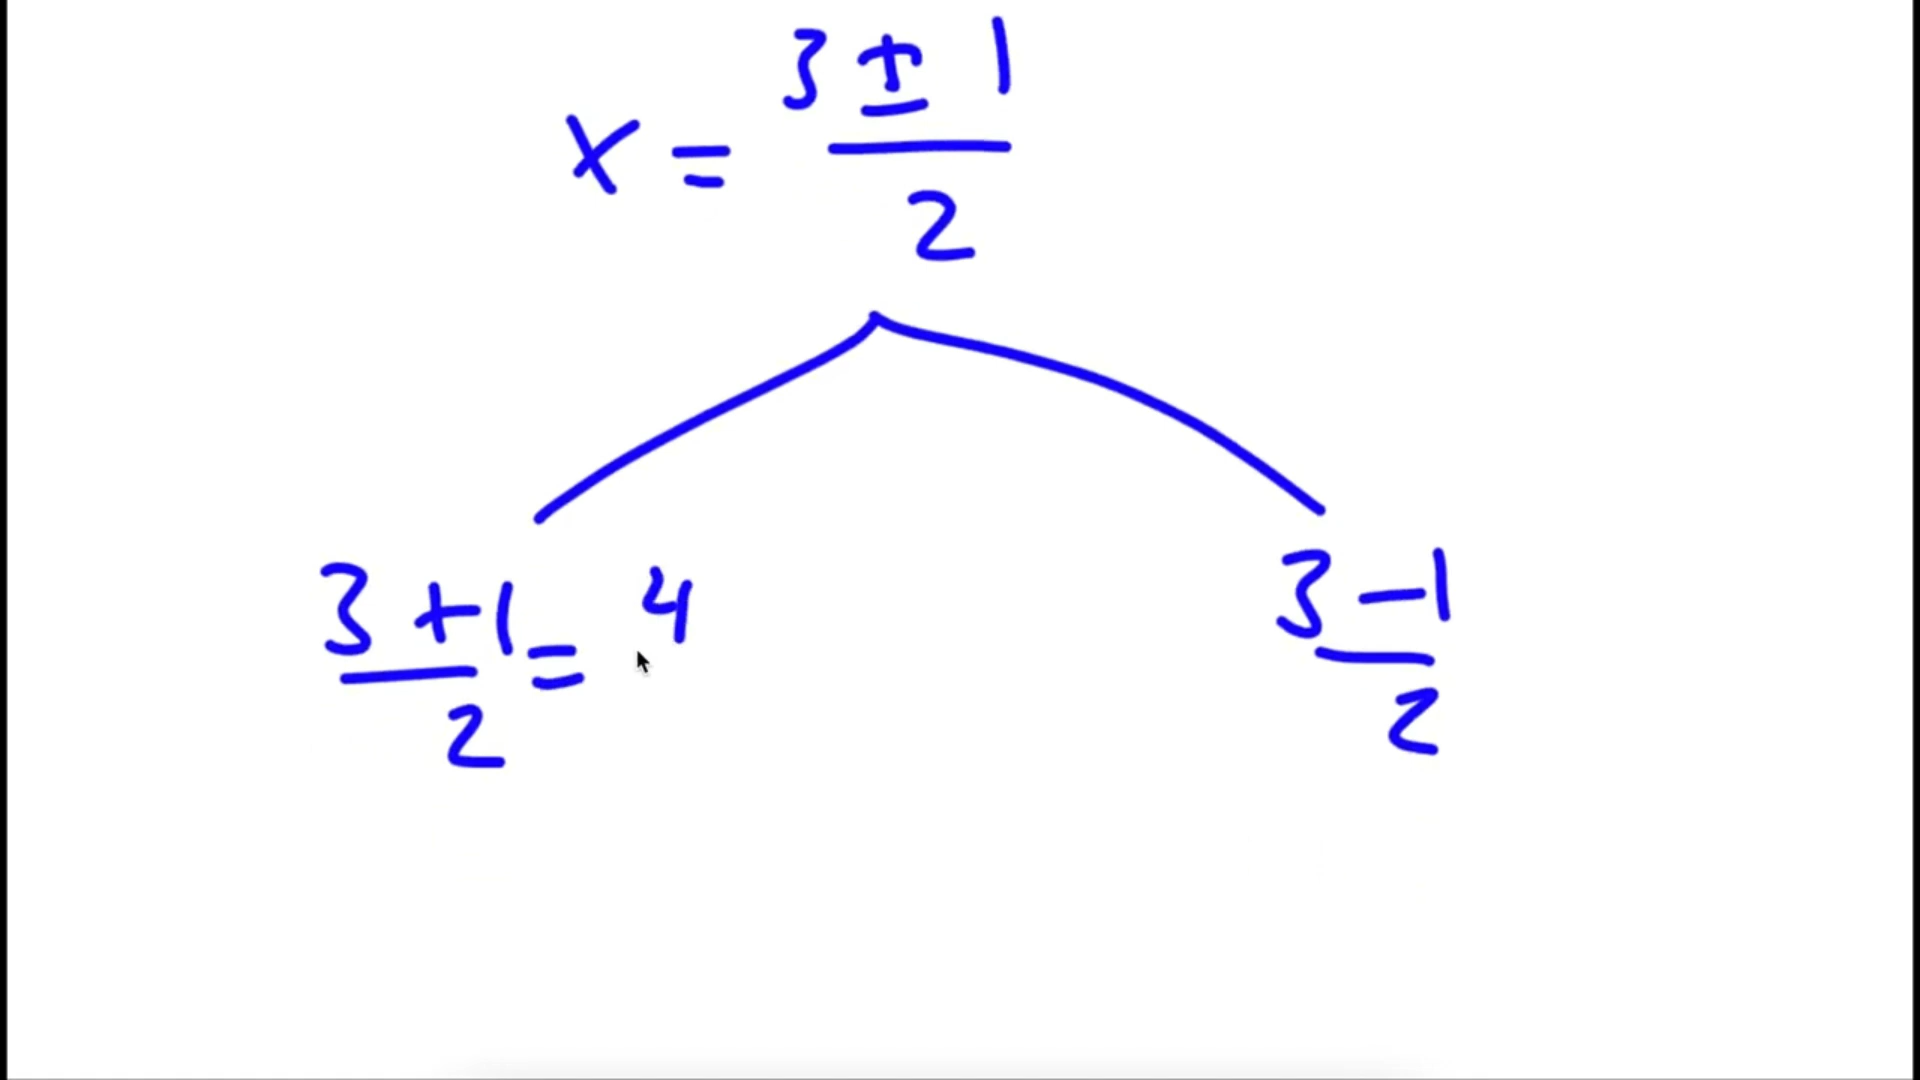 x = 3 ± 1
2
3 + 1 = 4
2
3 - 1
2